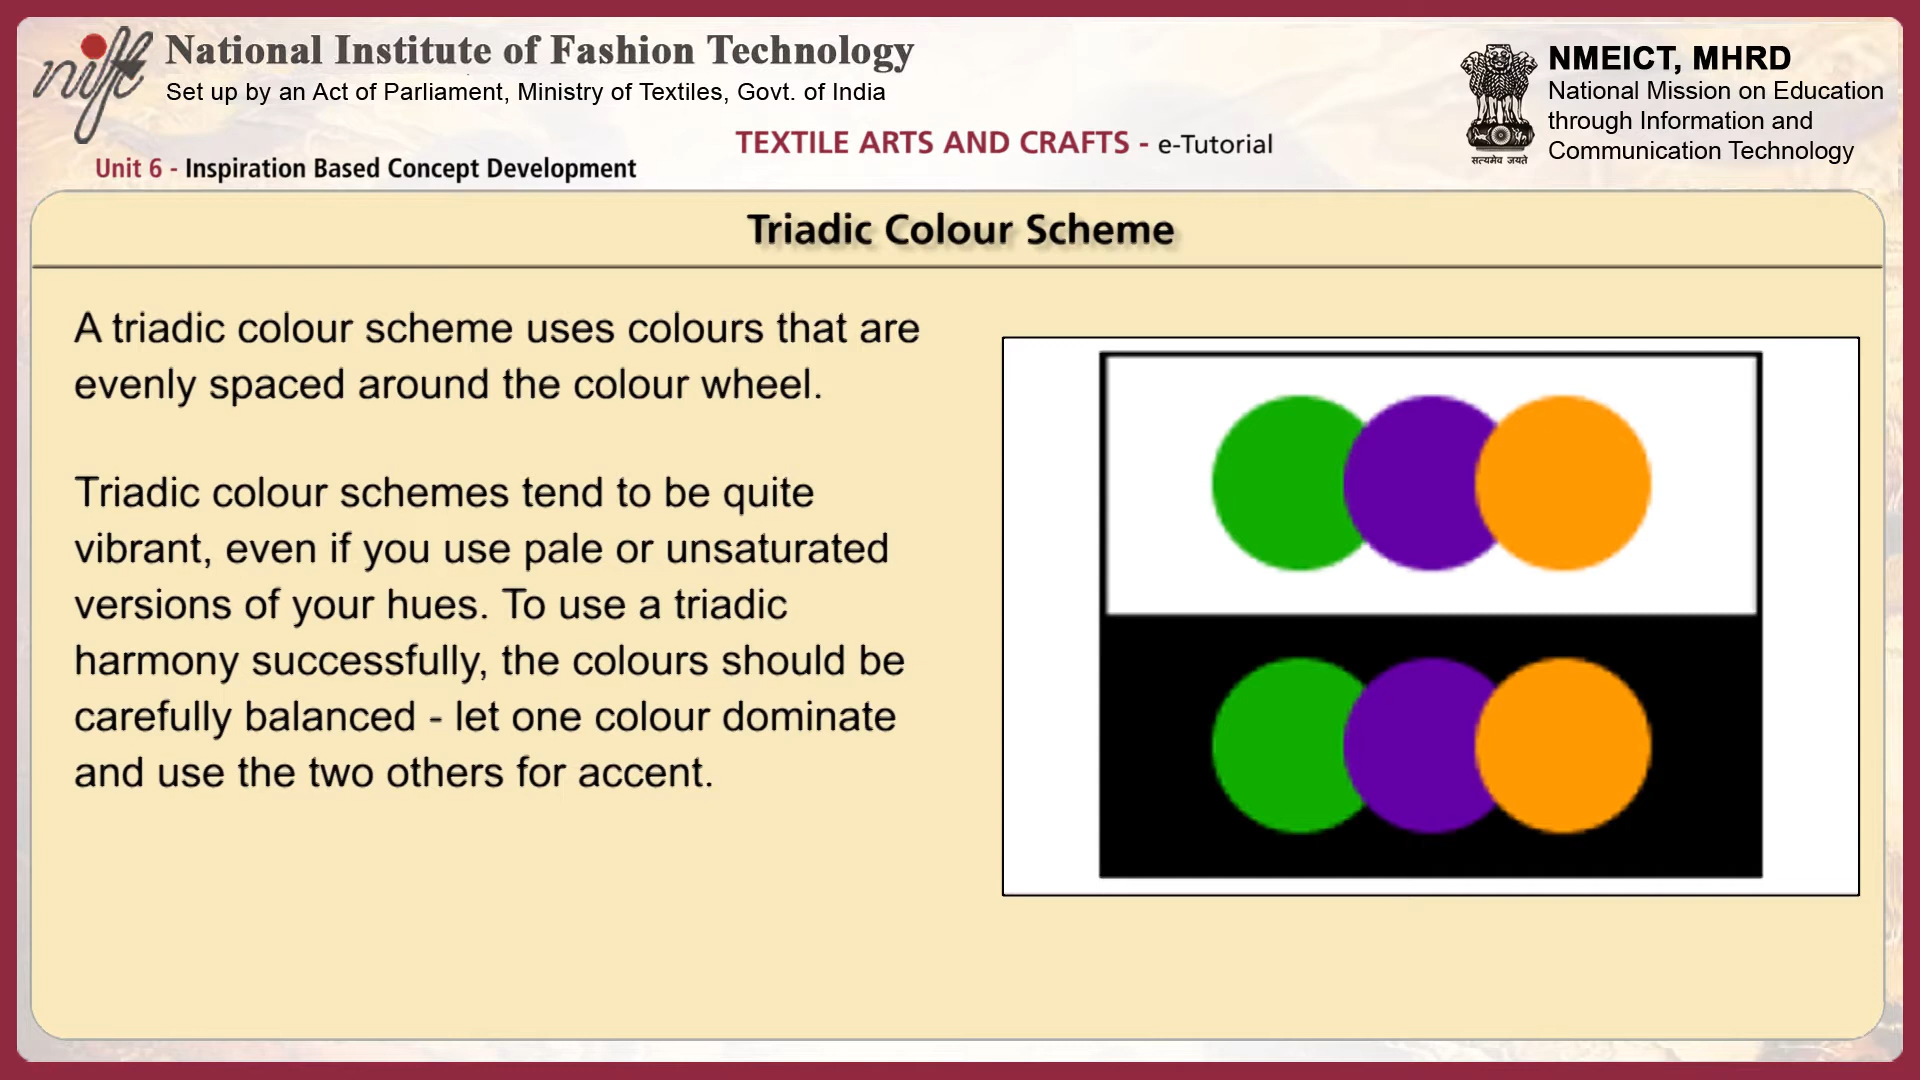 nift
National Institute of Fashion Technology
Set up by an Act of Parliament, Ministry of Textiles, Govt. of India
TEXTILE ARTS AND CRAFTS - e-Tutorial
Unit 6 - Inspiration Based Concept Development
NMEICT, MHRD
National Mission on Education
through Information and
Communication Technology
सत्यमेव जयते
Triadic Colour Scheme
A triadic colour scheme uses colours that are
evenly spaced around the colour wheel.
Triadic colour schemes tend to be quite
vibrant, even if you use pale or unsaturated
versions of your hues. To use a triadic
harmony successfully, the colours should be
carefully balanced - let one colour dominate
and use the two others for accent.